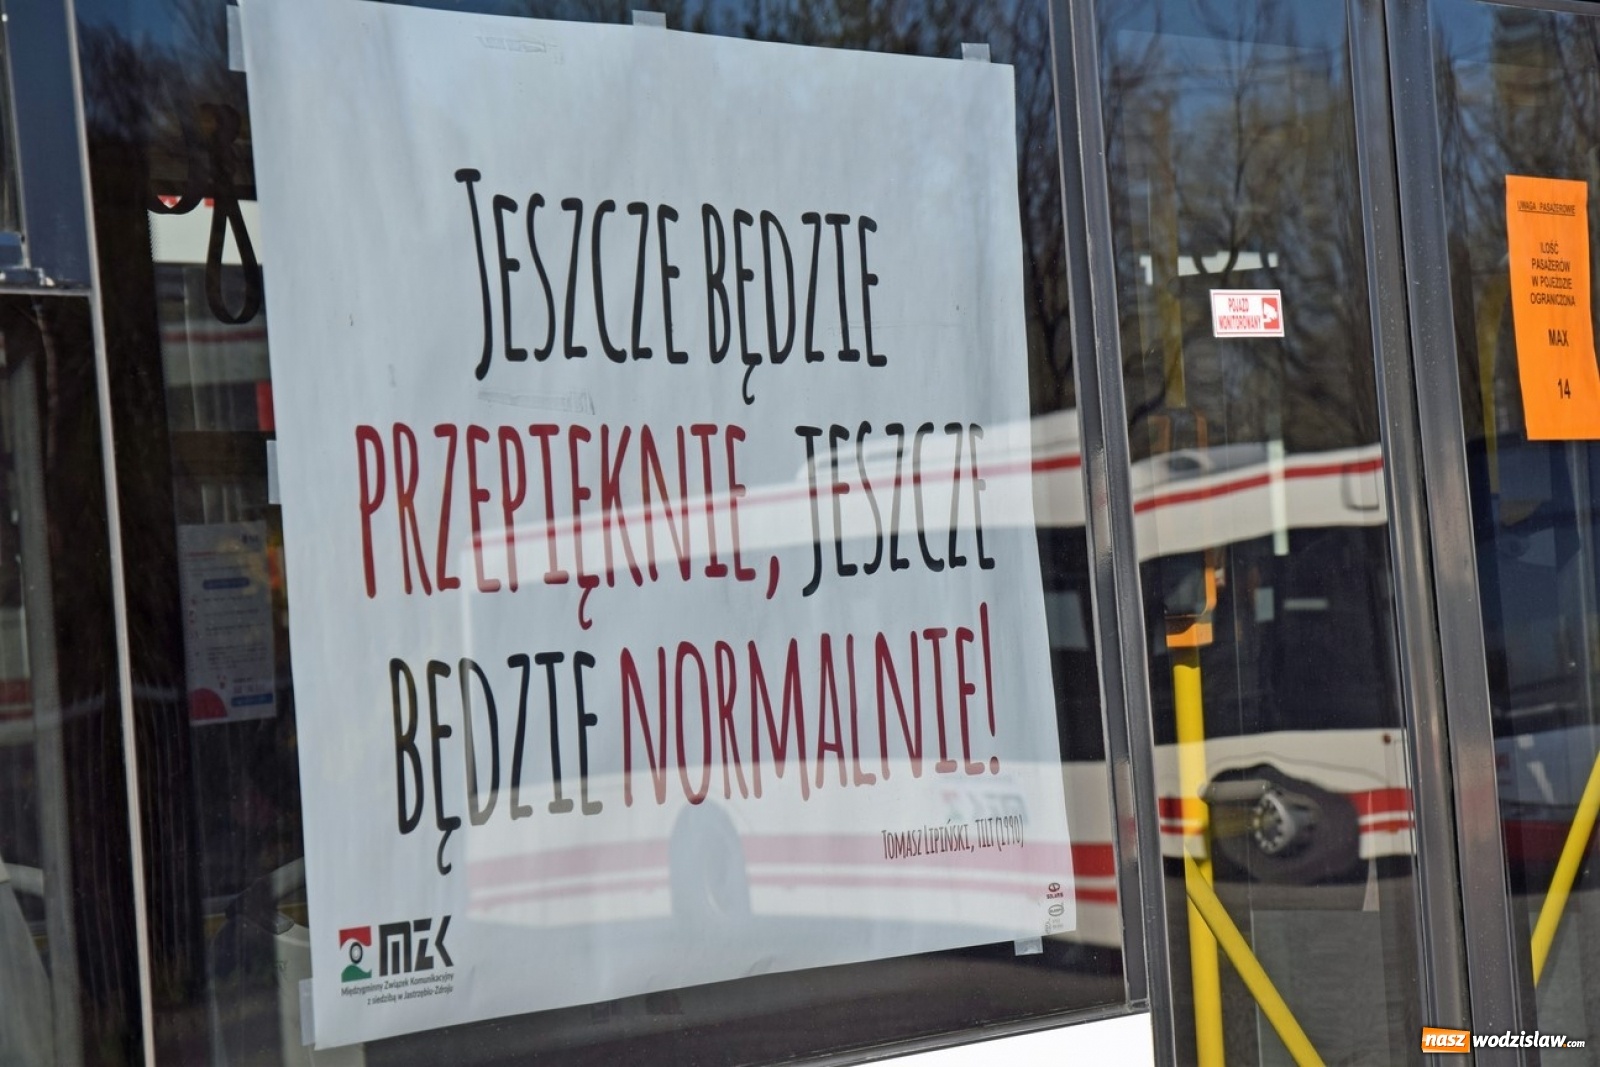 JESZCZE BĘDZIE
PRZEPIĘKNIE, JESZCZE
BĘDZIE NORMALNIE!
TOMASZ LIPIŃSKI, TILT (1990)
MZK
Międzygminny Związek Komunikacyjny
z siedzibą w Jastrzębiu-Zdroju
POJAZD
MONITOROWANY
UWAGA PASAŻEROWIE
ILOŚĆ
PASAŻERÓW
W POJEŹDZIE
OGRANICZONA
MAX
14
nasz wodzislaw.com